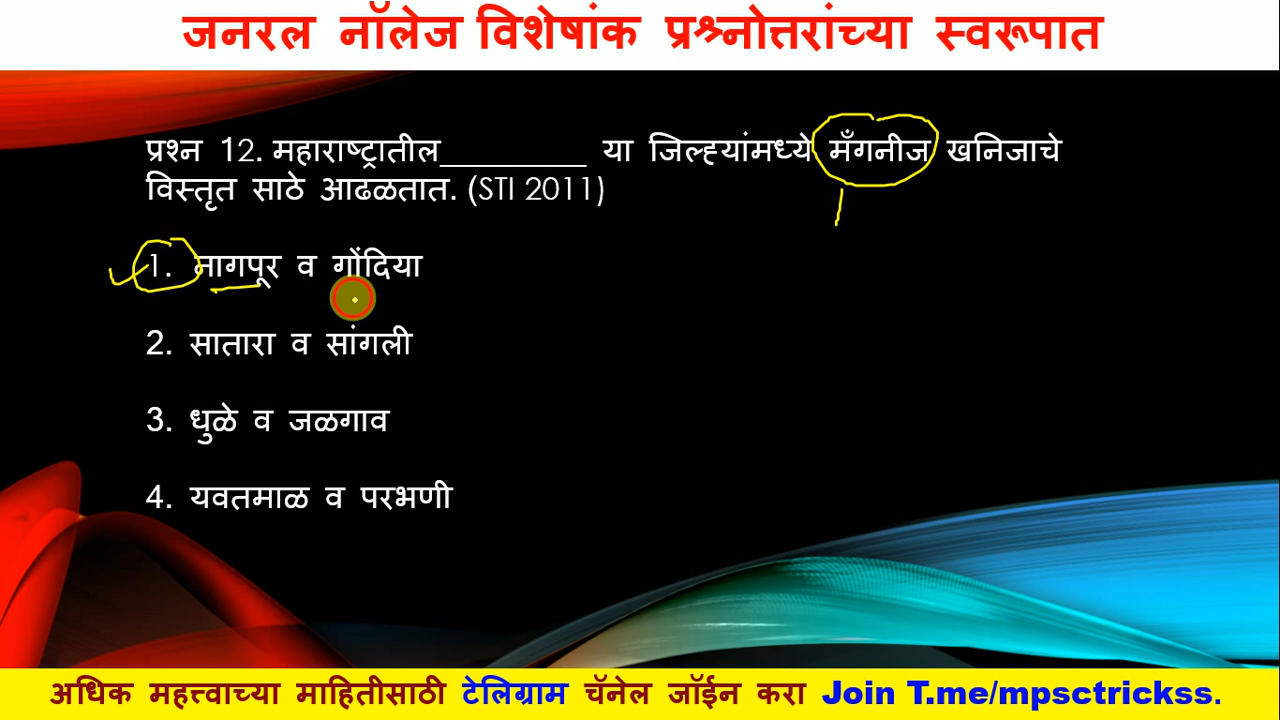 जनरल नॉलेज विशेषांक प्रश्नोत्तरांच्या स्वरूपात
प्रश्न 12. महाराष्ट्रातील_________ या जिल्ह्यांमध्ये मँगनीज खनिजाचे
विस्तृत साठे आढळतात. (STI 2011)
1. नागपूर व गोंदिया
2. सातारा व सांगली
3. धुळे व जळगाव
4. यवतमाळ व परभणी
अधिक महत्त्वाच्या माहितीसाठी टेलिग्राम चॅनेल जॉईन करा Join T.me/mpsctrickss.